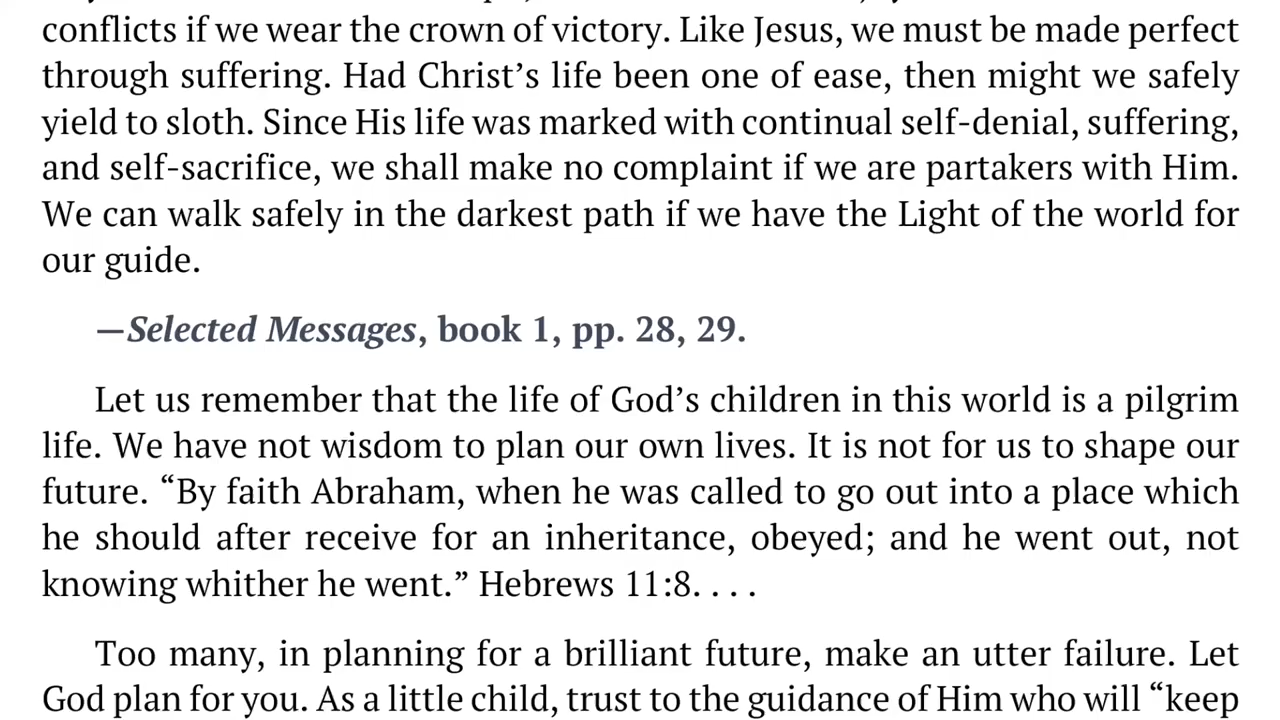 conflicts if we wear the crown of victory. Like Jesus, we must be made perfect
through suffering. Had Christ’s life been one of ease, then might we safely
yield to sloth. Since His life was marked with continual self-denial, suffering,
and self-sacrifice, we shall make no complaint if we are partakers with Him.
We can walk safely in the darkest path if we have the Light of the world for
our guide.
—Selected Messages, book 1, pp. 28, 29.
Let us remember that the life of God’s children in this world is a pilgrim
life. We have not wisdom to plan our own lives. It is not for us to shape our
future. “By faith Abraham, when he was called to go out into a place which
he should after receive for an inheritance, obeyed; and he went out, not
knowing whither he went.” Hebrews 11:8. . . .
Too many, in planning for a brilliant future, make an utter failure. Let
God plan for you. As a little child, trust to the guidance of Him who will “keep